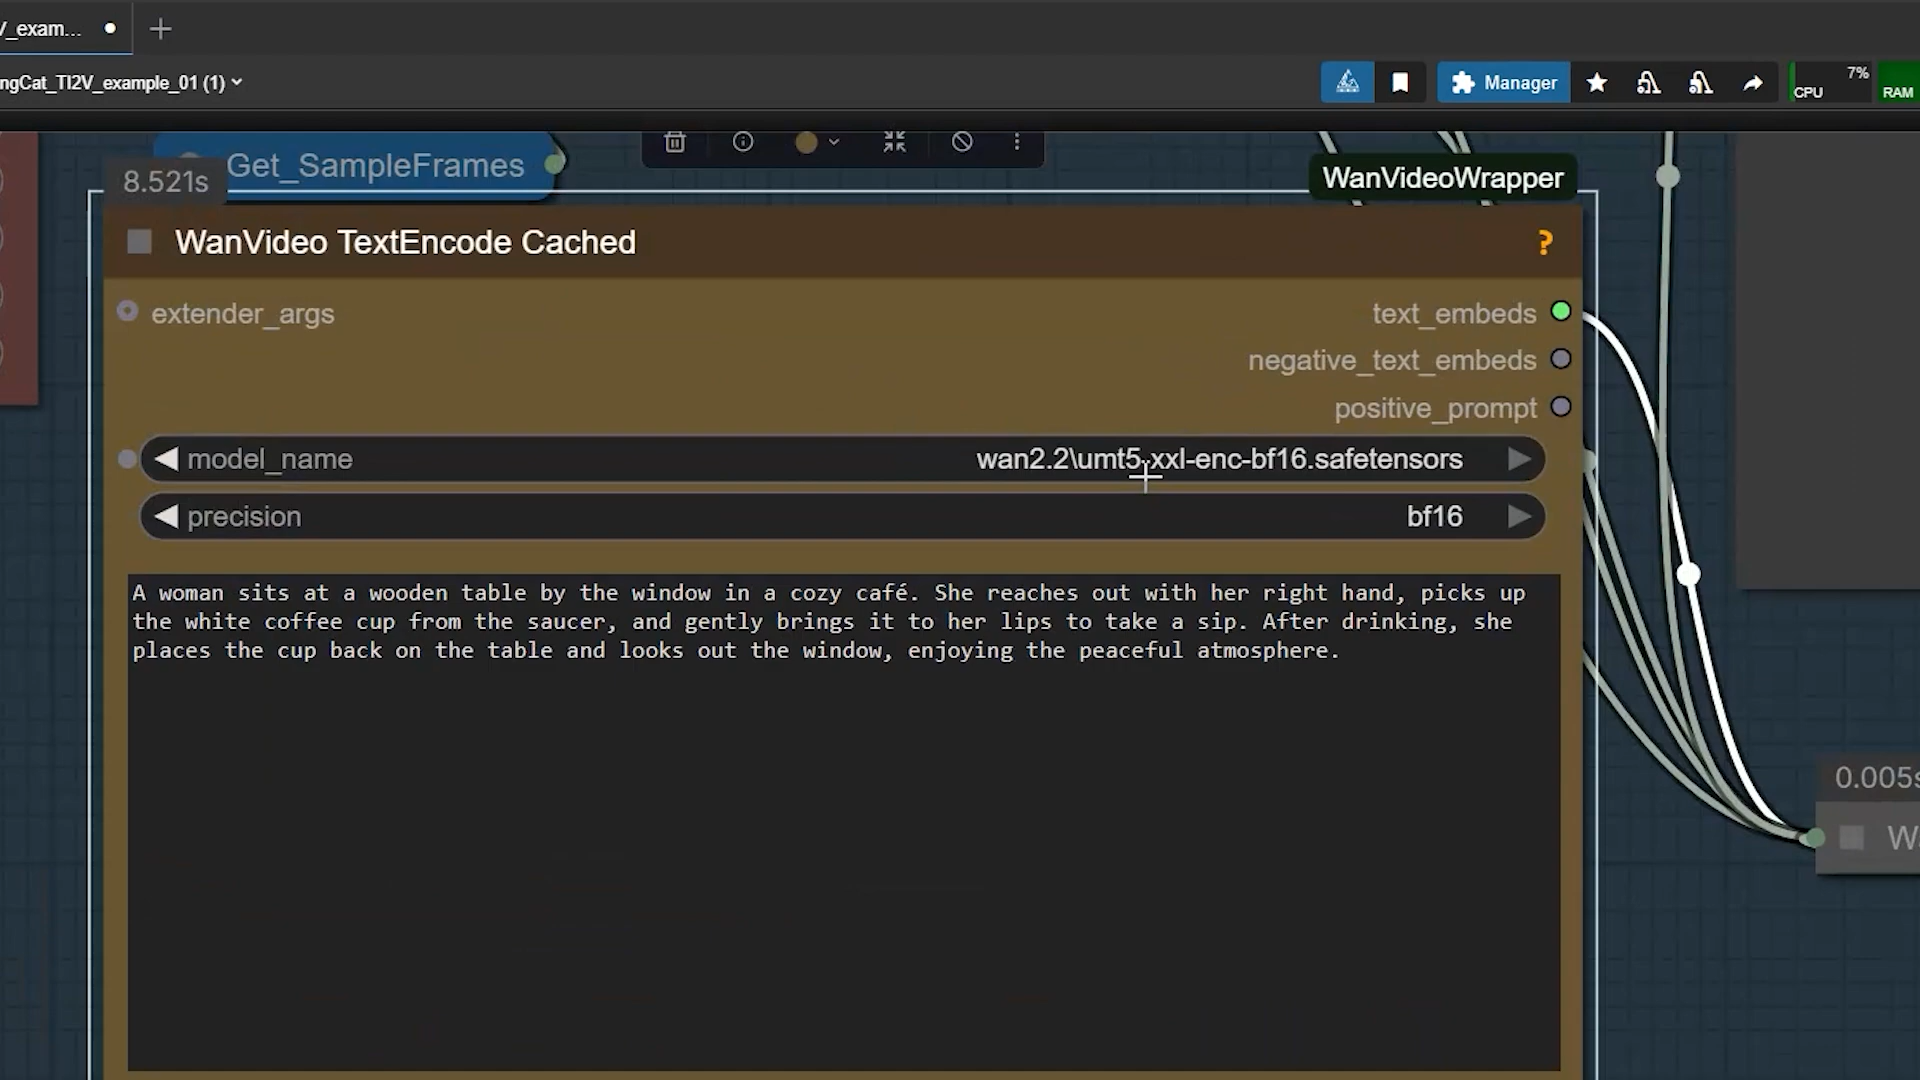 V_exam...
ngCat_TI2V_example_01 (1)
Manager
7%
CPU
RAM
Get_SampleFrames
8.521s
WanVideoWrapper
WanVideo TextEncode Cached
?
extender_args
text_embeds
negative_text_embeds
positive_prompt
model_name
wan2.2\umt5-xxl-enc-bf16.safetensors
precision
bf16
A woman sits at a wooden table by the window in a cozy café. She reaches out with her right hand, picks up
the white coffee cup from the saucer, and gently brings it to her lips to take a sip. After drinking, she
places the cup back on the table and looks out the window, enjoying the peaceful atmosphere.
0.005s
Wa